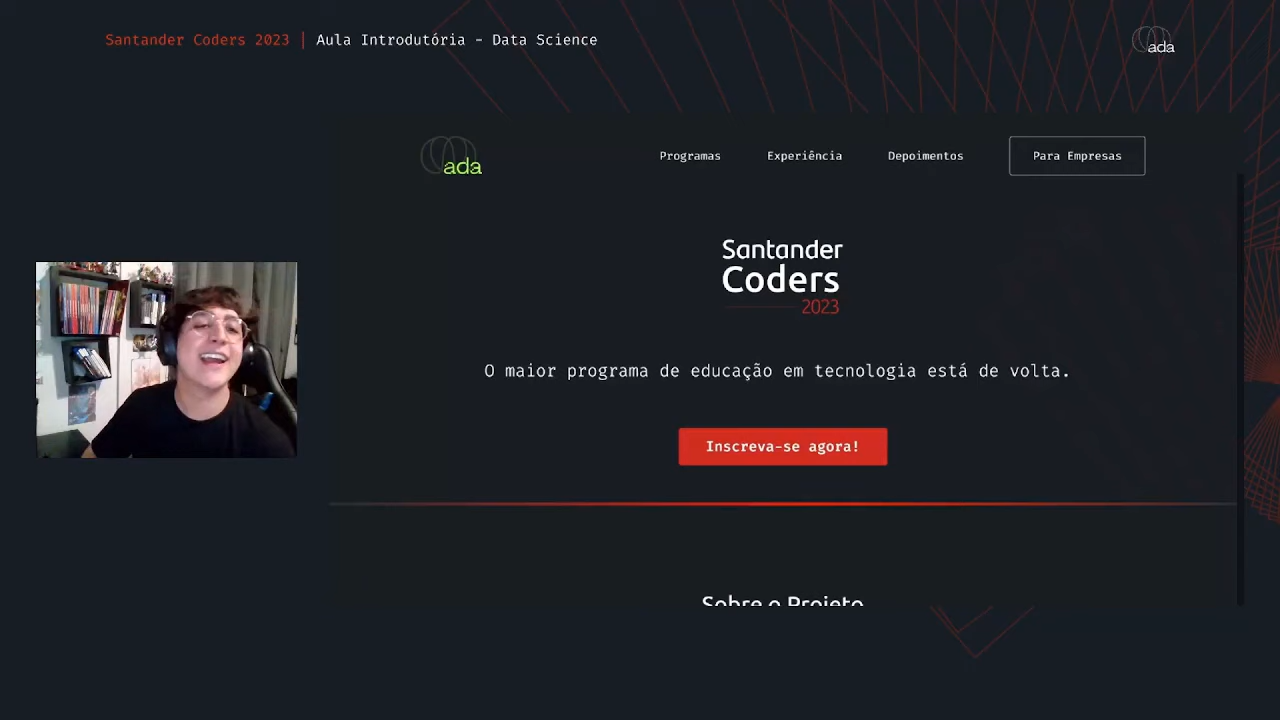 Santander Coders 2023 | Aula Introdutória - Data Science
ada
ada
Programas
Experiência
Depoimentos
Para Empresas
Santander
Coders
2023
O maior programa de educação em tecnologia está de volta.
Inscreva-se agora!
Sobre o Projeto